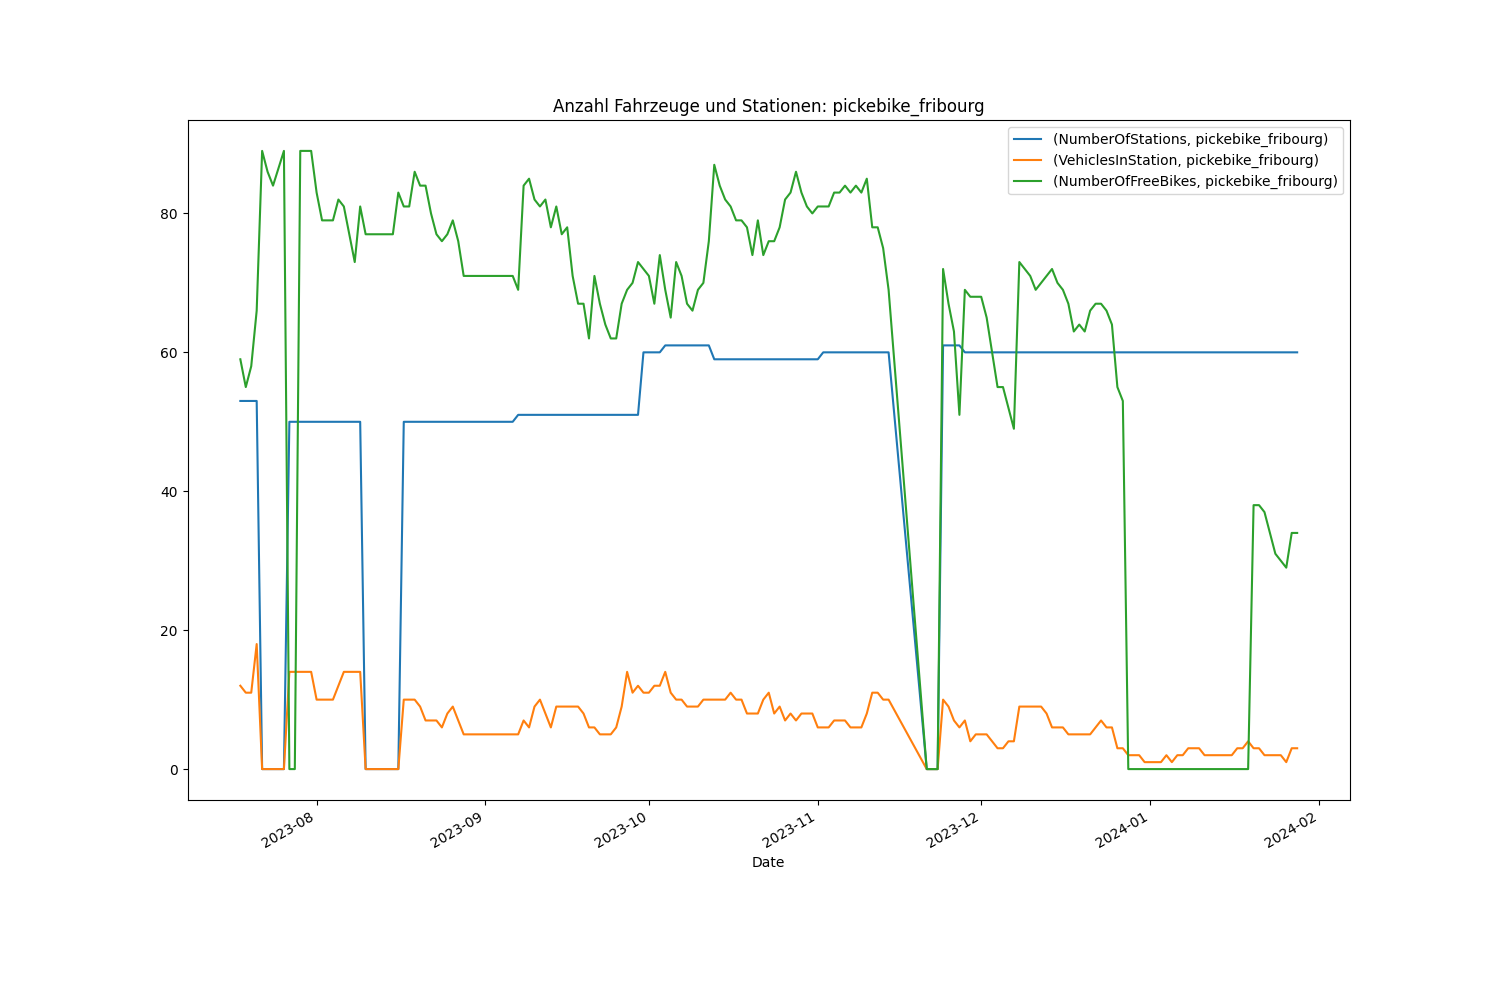 Anzahl Fahrzeuge und Stationen: pickebike_fribourg
(NumberOfStations, pickebike_fribourg)
(VehiclesInStation, pickebike_fribourg)
(NumberOfFreeBikes, pickebike_fribourg)
80
60
40
20
0
2023-08
2023-09
2023-10
2023-11
2023-12
2024-01
2024-02
Date